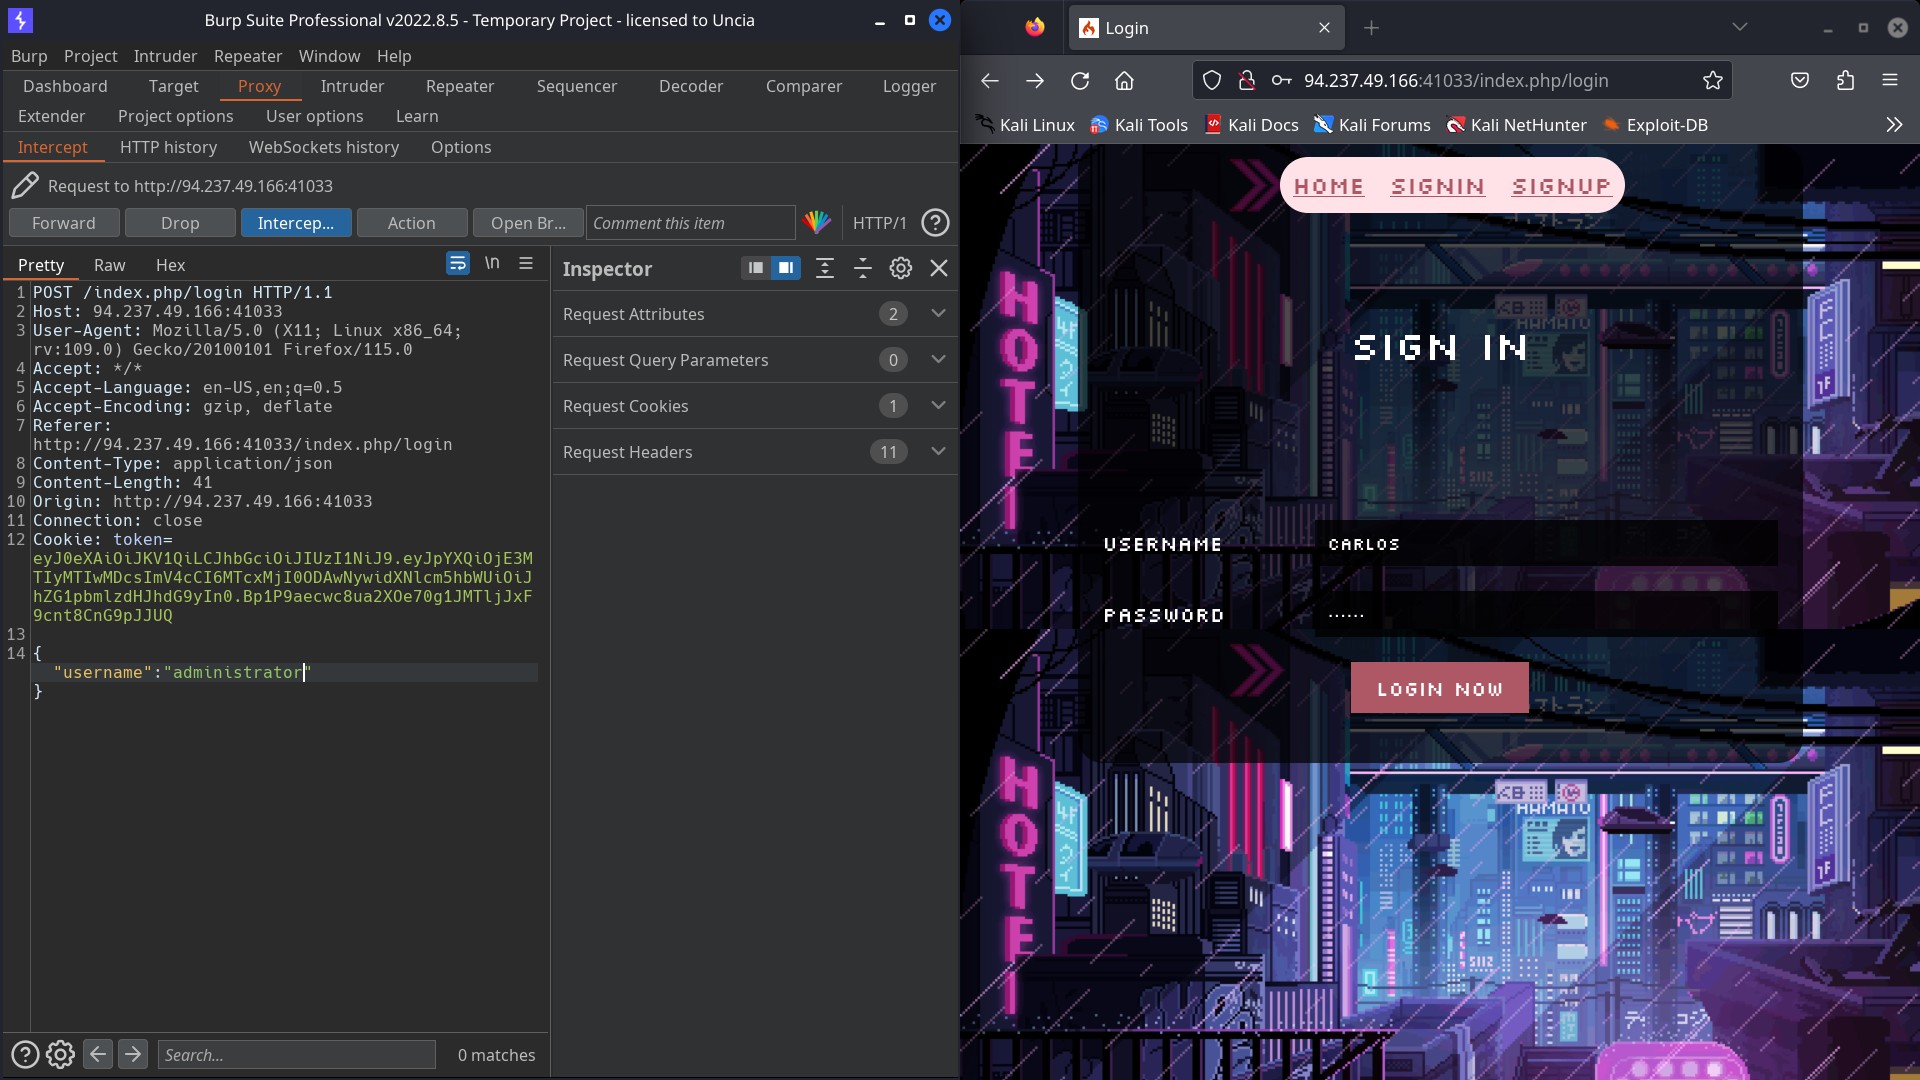 Burp Suite Professional v2022.8.5 - Temporary Project - licensed to Uncia
Burp Project Intruder Repeater Window Help
Dashboard Target Proxy Intruder Repeater Sequencer Decoder Comparer Logger
Extender Project options User options Learn
Intercept HTTP history WebSockets history Options
Request to http://94.237.49.166:41033
Forward Drop Intercep... Action Open Br... Comment this item HTTP/1
Pretty Raw Hex \n
1 POST /index.php/login HTTP/1.1
2 Host: 94.237.49.166:41033
3 User-Agent: Mozilla/5.0 (X11; Linux x86_64;
rv:109.0) Gecko/20100101 Firefox/115.0
4 Accept: */*
5 Accept-Language: en-US,en;q=0.5
6 Accept-Encoding: gzip, deflate
7 Referer:
http://94.237.49.166:41033/index.php/login
8 Content-Type: application/json
9 Content-Length: 41
10 Origin: http://94.237.49.166:41033
11 Connection: close
12 Cookie: token=
eyJ0eXAiOiJKV1QiLCJhbGciOiJIUzI1NiJ9.eyJpYXQiOjE3M
TIyMTIwMDcsImV4cCI6MTcxMjI0ODAwNywidXNlcm5hbWUiOiJ
hZG1pbmlzdHJhdG9yIn0.Bp1P9aecwc8ua2XOe70g1JMTljJxF
9cnt8CnG9pJJUQ
13
14 {
"username":"administrator"
}
Search...
0 matches
Inspector
Request Attributes 2
Request Query Parameters 0
Request Cookies 1
Request Headers 11
Login
94.237.49.166:41033/index.php/login
Kali Linux Kali Tools Kali Docs Kali Forums Kali NetHunter Exploit-DB
HOME SIGNIN SIGNUP
SIGN IN
USERNAME CARLOS
PASSWORD ......
LOGIN NOW
HOTEL
HOTEL